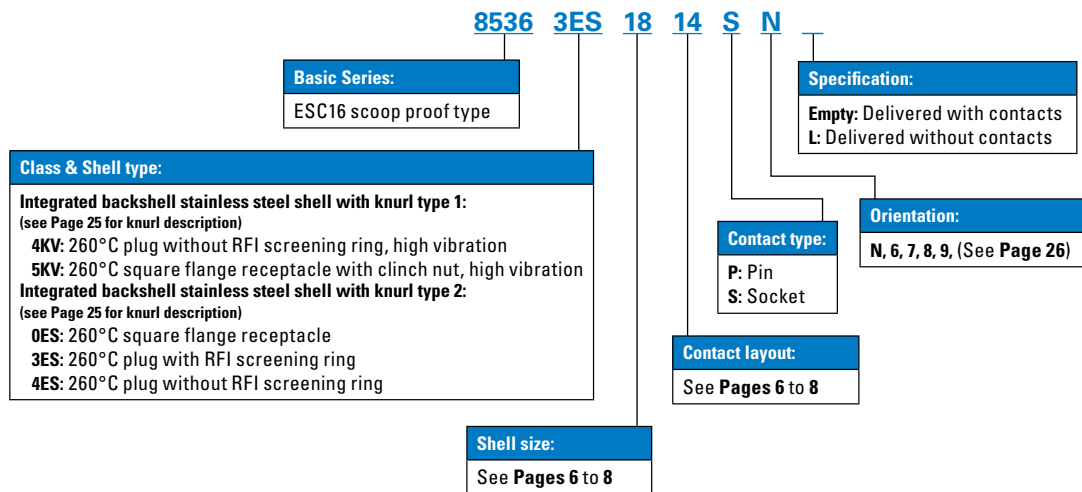 8536 3ES 18 14 S N _
Basic Series:
ESC16 scoop proof type
Specification:
Empty: Delivered with contacts
L: Delivered without contacts
Class & Shell type:
Integrated backshell stainless steel shell with knurl type 1:
(see Page 25 for knurl description)
4KV: 260°C plug without RFI screening ring, high vibration
5KV: 260°C square flange receptacle with clinch nut, high vibration
Integrated backshell stainless steel shell with knurl type 2:
(see Page 25 for knurl description)
0ES: 260°C square flange receptacle
3ES: 260°C plug with RFI screening ring
4ES: 260°C plug without RFI screening ring
Orientation:
N, 6, 7, 8, 9, (See Page 26)
Contact type:
P: Pin
S: Socket
Contact layout:
See Pages 6 to 8
Shell size:
See Pages 6 to 8